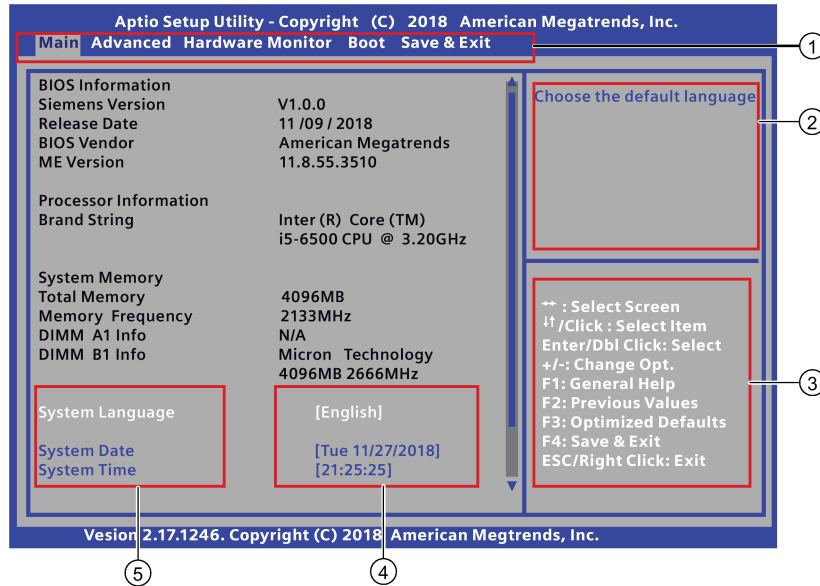 Aptio Setup Utility - Copyright (C) 2018 American Megatrends, Inc.
Main Advanced Hardware Monitor Boot Save & Exit
1
BIOS Information
Siemens Version V1.0.0
Release Date 11 /09 / 2018
BIOS Vendor American Megatrends
ME Version 11.8.55.3510
Processor Information
Brand String Inter (R) Core (TM)
i5-6500 CPU @ 3.20GHz
System Memory
Total Memory 4096MB
Memory Frequency 2133MHz
DIMM A1 Info N/A
DIMM B1 Info Micron Technology
4096MB 2666MHz
System Language [English]
System Date [Tue 11/27/2018]
System Time [21:25:25]
Choose the default language
2
→← : Select Screen
↓↑/Click : Select Item
Enter/Dbl Click: Select
+/-: Change Opt.
F1: General Help
F2: Previous Values
F3: Optimized Defaults
F4: Save & Exit
ESC/Right Click: Exit
3
Vesion 2.17.1246. Copyright (C) 2018 American Megtrends, Inc.
5 4